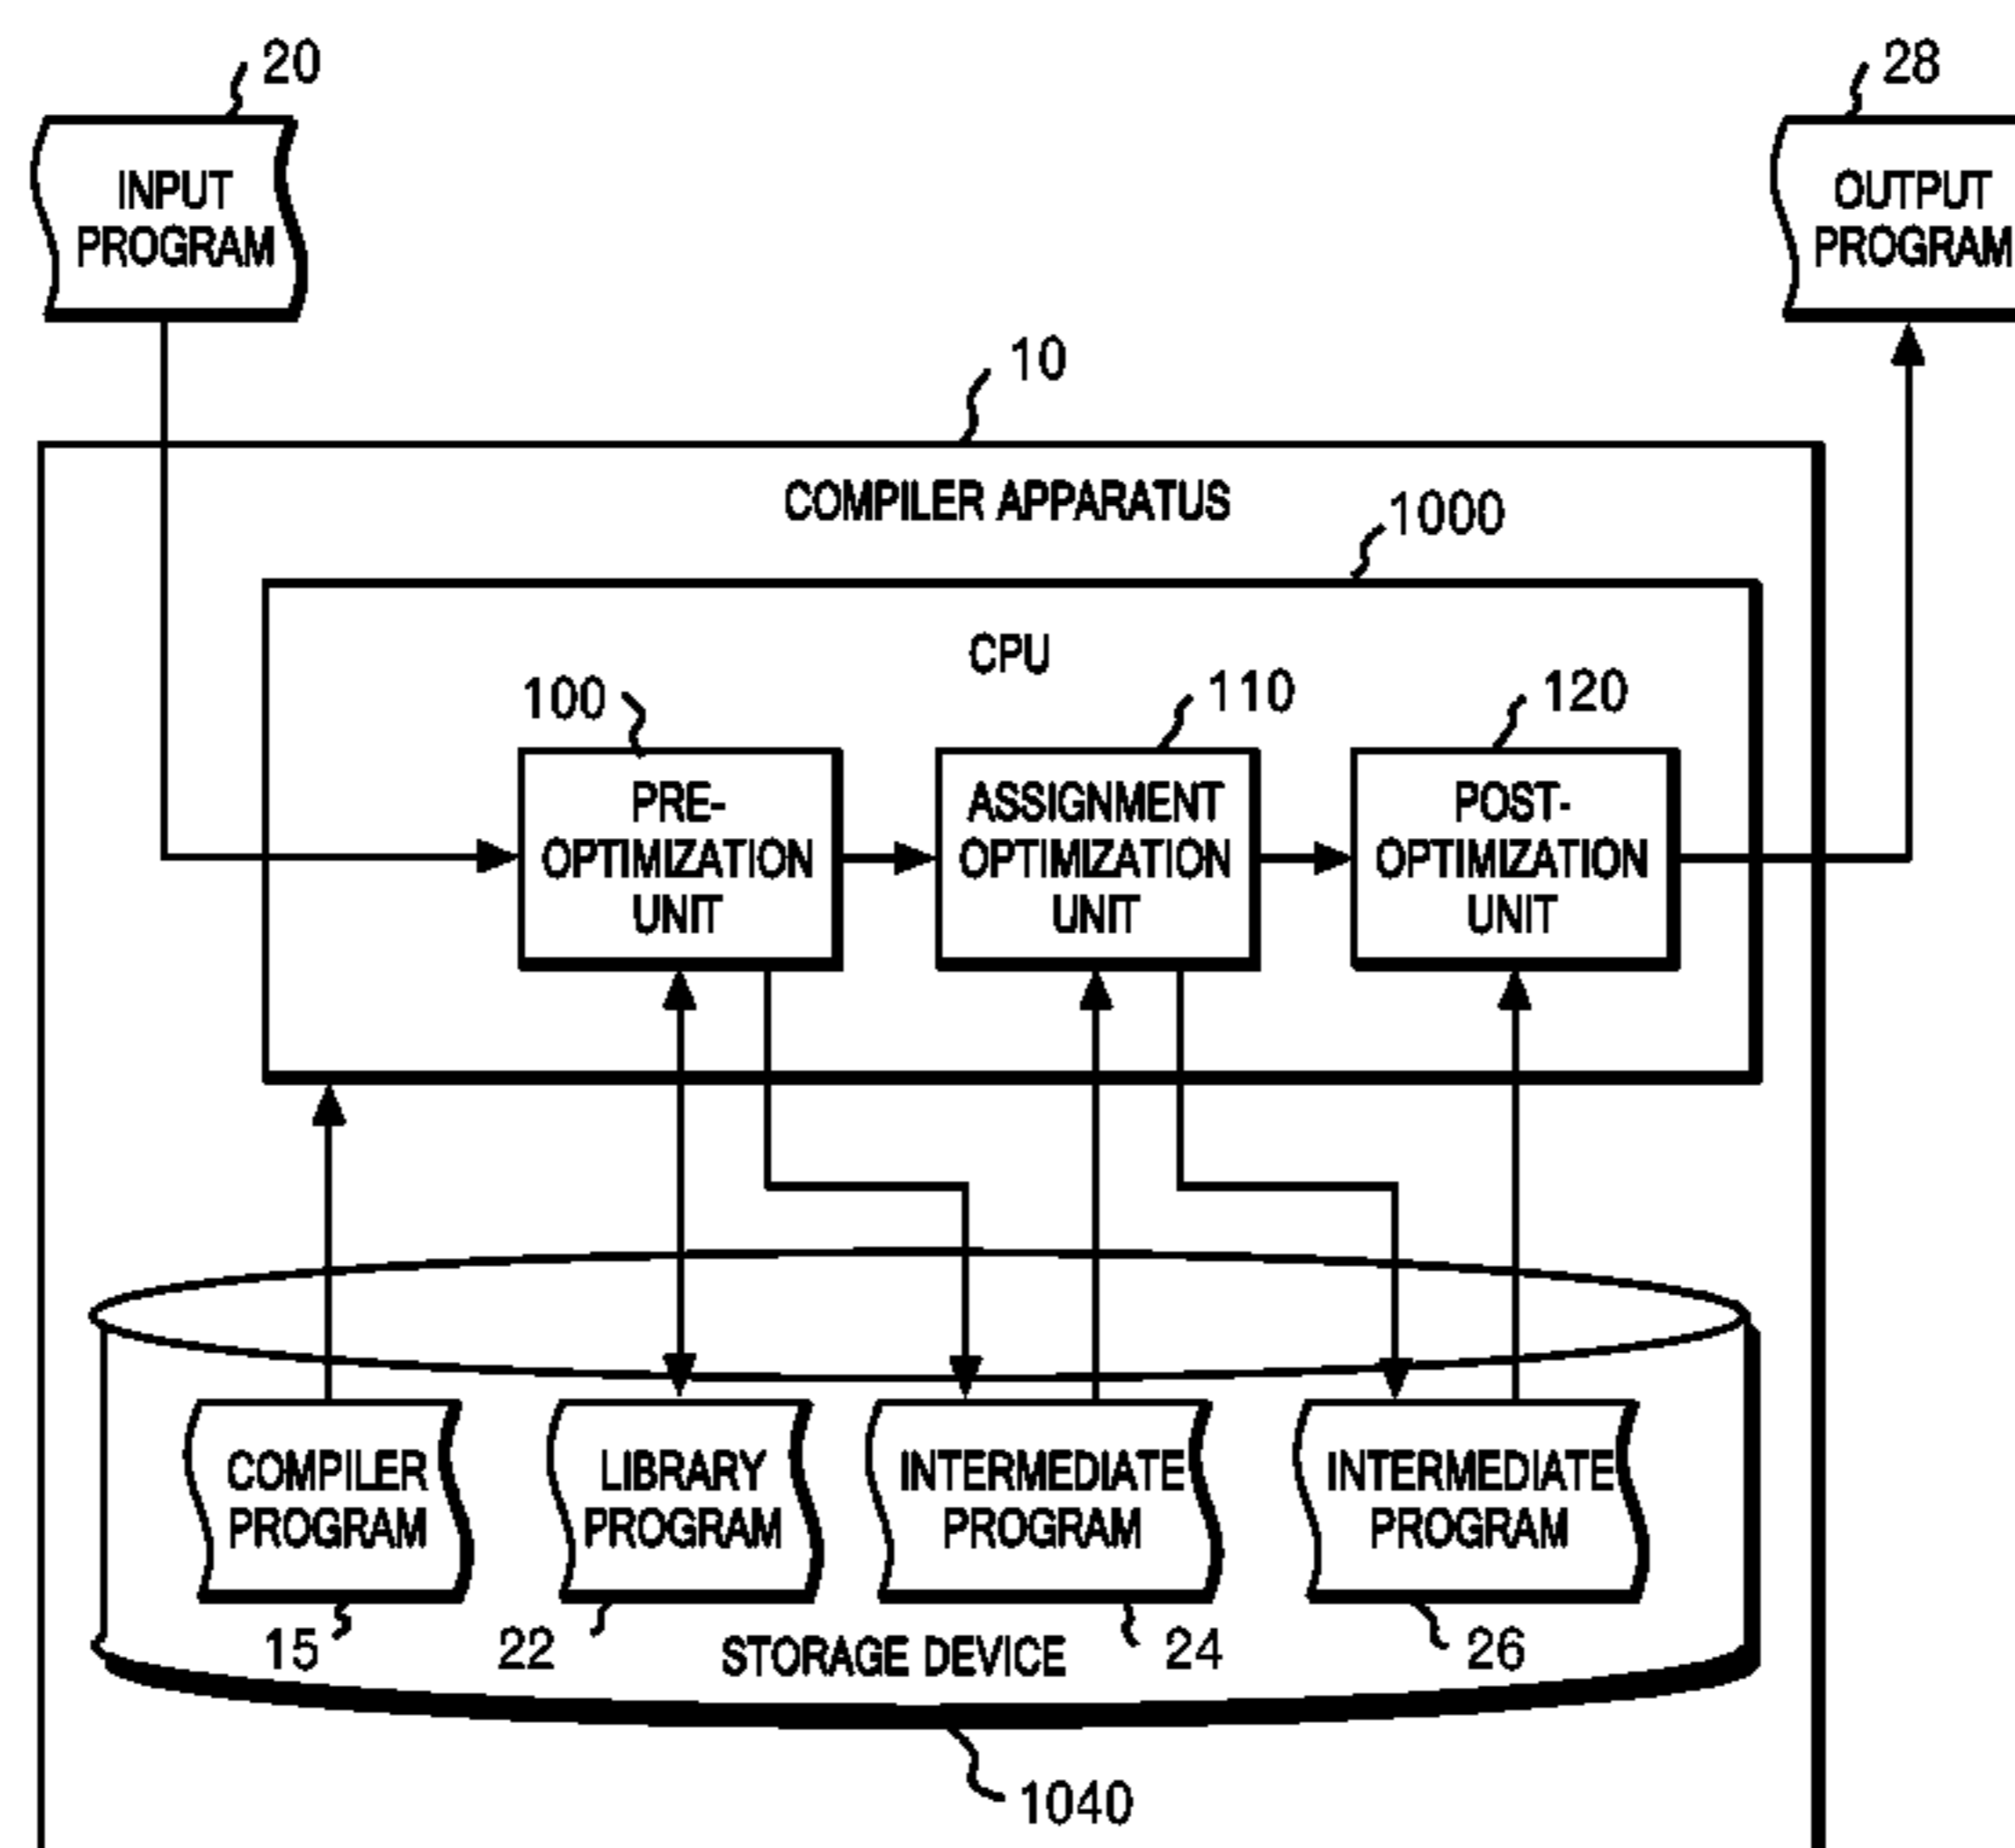 20
28
INPUT
PROGRAM
OUTPUT
PROGRAM
10
COMPILER APPARATUS
1000
CPU
100
110
120
PRE-
OPTIMIZATION
UNIT
ASSIGNMENT
OPTIMIZATION
UNIT
POST-
OPTIMIZATION
UNIT
COMPILER
PROGRAM
LIBRARY
PROGRAM
INTERMEDIATE
PROGRAM
INTERMEDIATE
PROGRAM
15
22
STORAGE DEVICE
24
26
1040